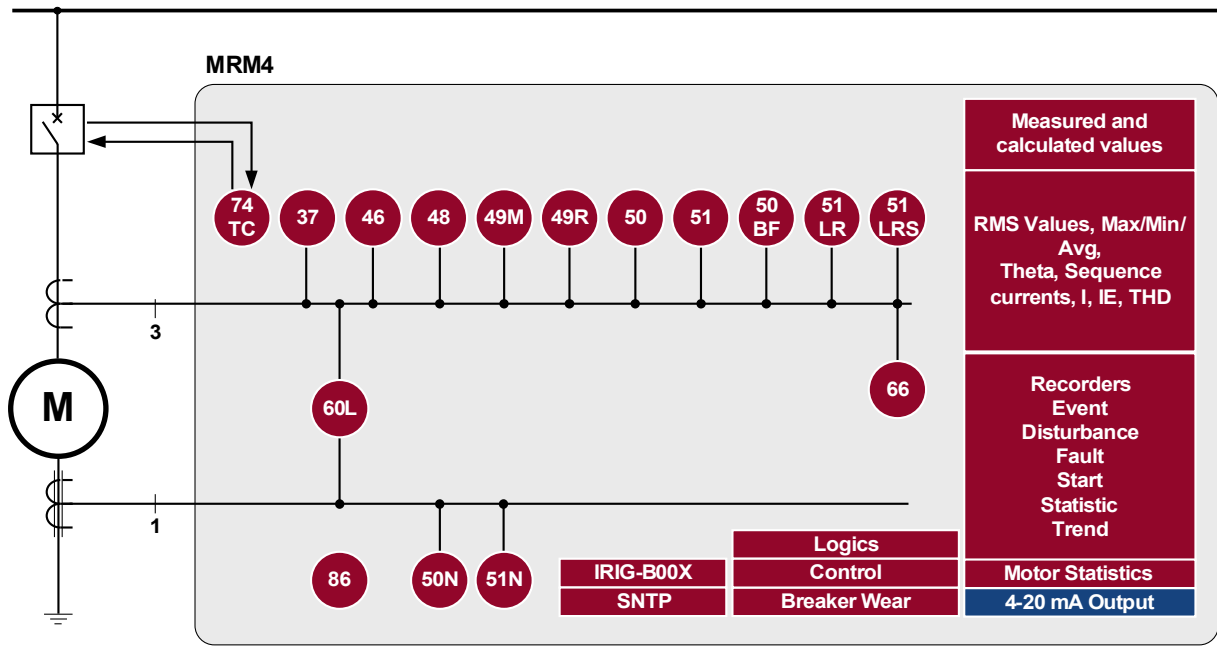 MRM4
Measured and
calculated values
74
TC
37
46
48
49M
49R
50
51
50
BF
51
LR
51
LRS
RMS Values, Max/Min/
Avg,
Theta, Sequence
currents, I, IE, THD
3
M
60L
66
Recorders
Event
Disturbance
Fault
Start
Statistic
Trend
1
86
50N
51N
Logics
IRIG-B00X
Control
Motor Statistics
SNTP
Breaker Wear
4-20 mA Output